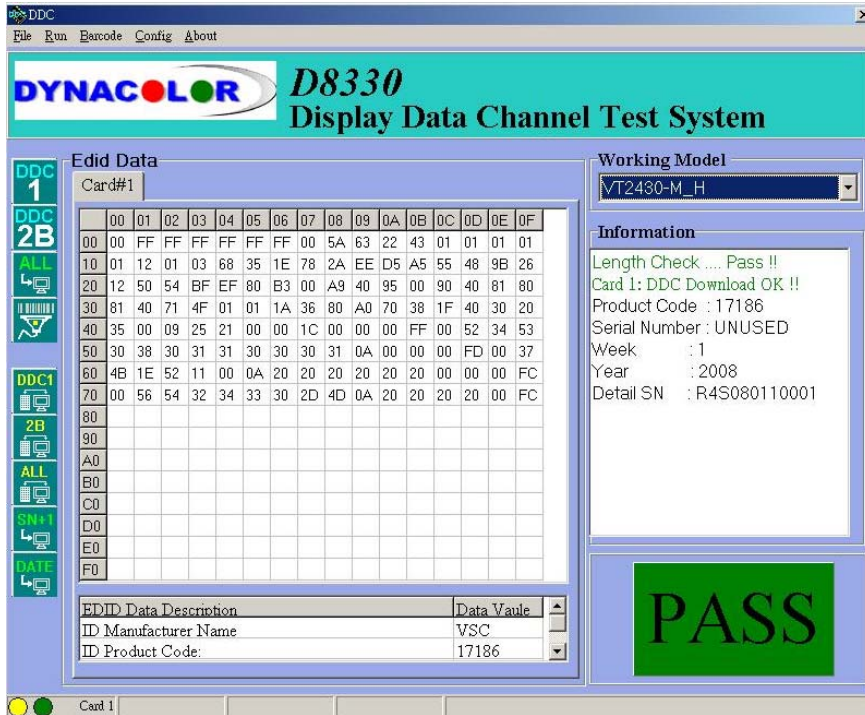 DDC
File Run Barcode Config About
DYNACOLOR
D8330
Display Data Channel Test System
DDC
1
DDC
2B
ALL
DDC1
2B
ALL
SN+1
DATE
Edid Data
Card#1
00 01 02 03 04 05 06 07 08 09 0A 0B 0C 0D 0E 0F
00 00 FF FF FF FF FF FF 00 5A 63 22 43 01 01 01 01
10 01 12 01 03 68 35 1E 78 2A EE D5 A5 55 48 9B 26
20 12 50 54 BF EF 80 B3 00 A9 40 95 00 90 40 81 80
30 81 40 71 4F 01 01 1A 36 80 A0 70 38 1F 40 30 20
40 35 00 09 25 21 00 00 1C 00 00 00 FF 00 52 34 53
50 30 38 30 31 31 30 30 30 31 0A 00 00 00 FD 00 37
60 4B 1E 52 11 00 0A 20 20 20 20 20 20 00 00 00 FC
70 00 56 54 32 34 33 30 2D 4D 0A 20 20 20 20 00 FC
80
90
A0
B0
C0
D0
E0
F0
EDID Data Description Data Vaule
ID Manufacturer Name VSC
ID Product Code: 17186
Working Model
VT2430-M_H
Information
Length Check .... Pass !!
Card 1: DDC Download OK !!
Product Code : 17186
Serial Number : UNUSED
Week : 1
Year : 2008
Detail SN : R4S080110001
PASS
Card 1